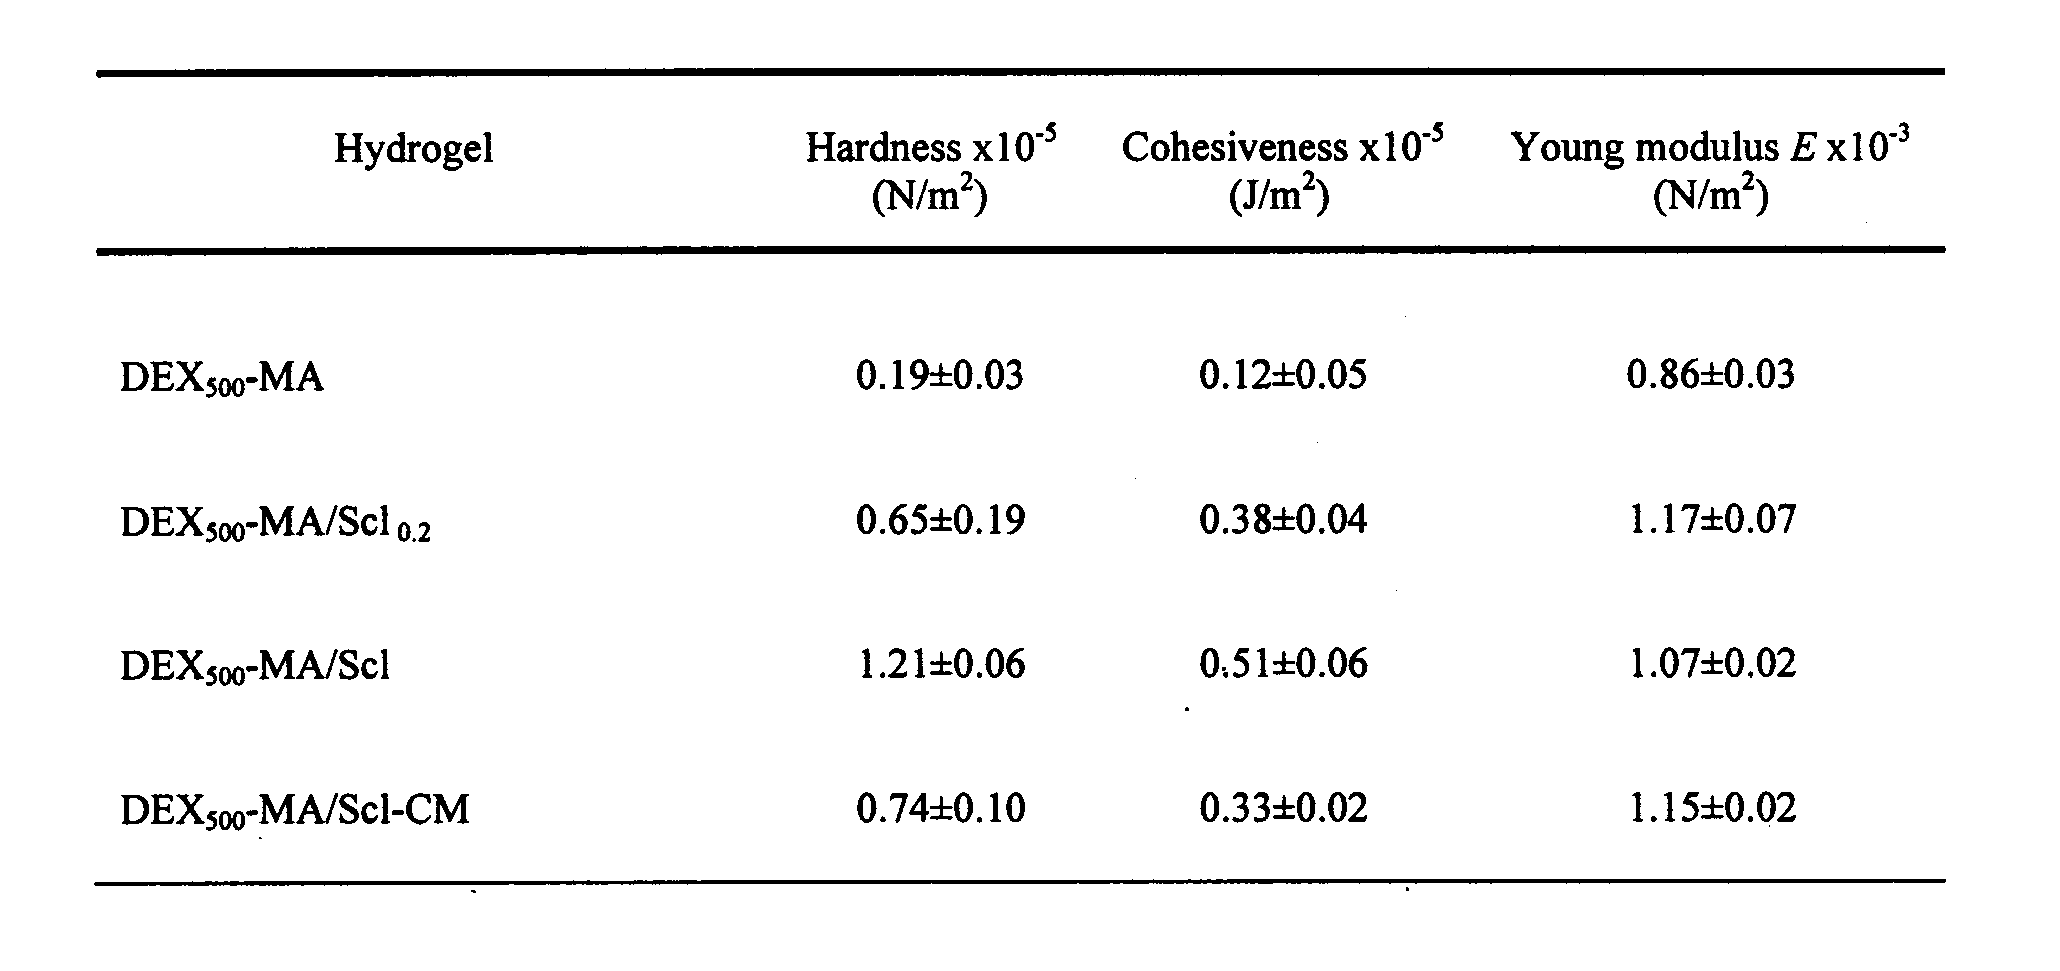 Hydrogel Hardness x10⁻⁵ Cohesiveness x10⁻⁵ Young modulus E x10⁻³
(N/m²) (J/m²) (N/m²)
DEX₅₀₀-MA 0.19±0.03 0.12±0.05 0.86±0.03
DEX₅₀₀-MA/Scl ₀.₂ 0.65±0.19 0.38±0.04 1.17±0.07
DEX₅₀₀-MA/Scl 1.21±0.06 0.51±0.06 1.07±0.02
DEX₅₀₀-MA/Scl-CM 0.74±0.10 0.33±0.02 1.15±0.02